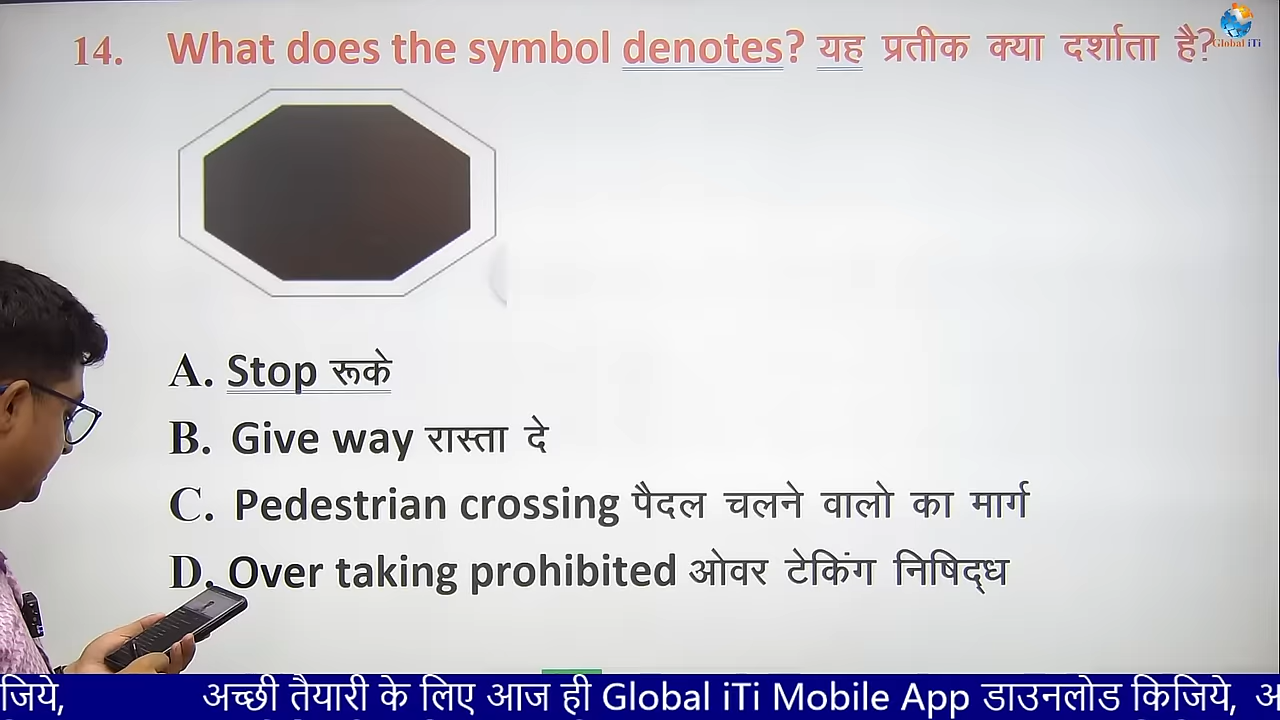 14. What does the symbol denotes? यह प्रतीक क्या दर्शाता है?
Global iTi
A. Stop रूके
B. Give way रास्ता दे
C. Pedestrian crossing पैदल चलने वालो का मार्ग
D. Over taking prohibited ओवर टेकिंग निषिद्ध
जिये, अच्छी तैयारी के लिए आज ही Global iTi Mobile App डाउनलोड किजिये, अ